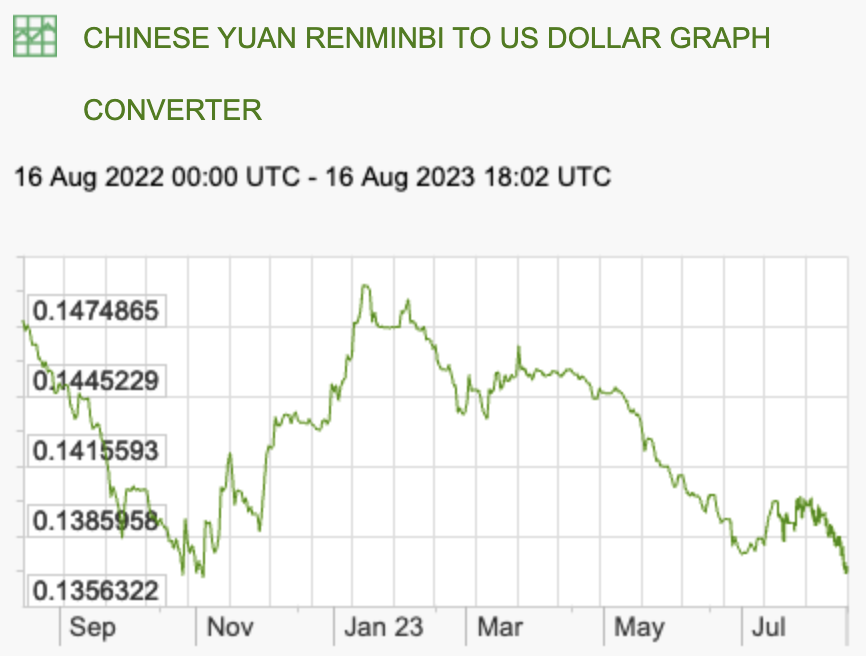 CHINESE YUAN RENMINBI TO US DOLLAR GRAPH
CONVERTER
16 Aug 2022 00:00 UTC - 16 Aug 2023 18:02 UTC
0.1474865
0.1445229
0.1415593
0.1385958
0.1356322
Sep Nov Jan 23 Mar May Jul